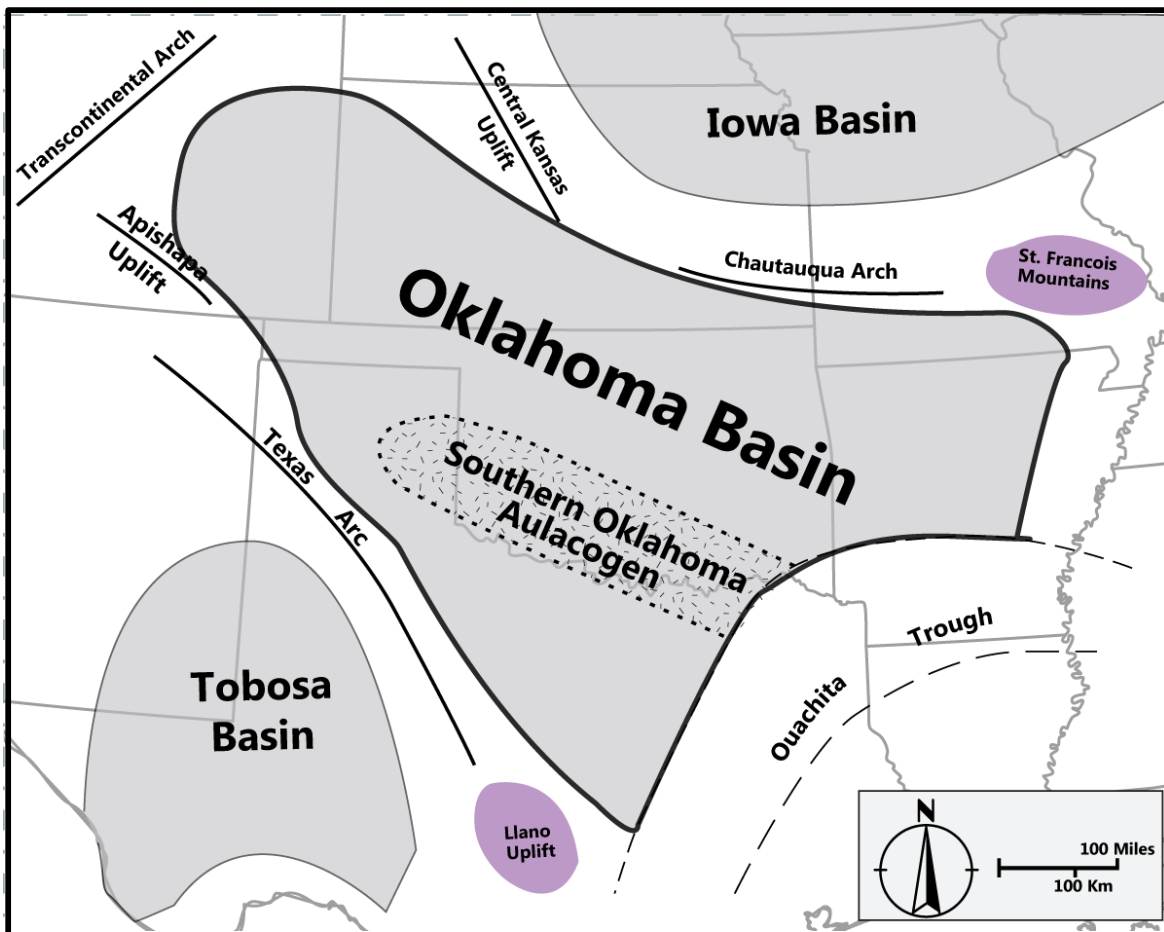 Transcontinental Arch
Central Kansas
Uplift
Iowa Basin
Apishapa
Uplift
Chautauqua Arch
St. Francois
Mountains
Oklahoma Basin
Texas Arc
Southern Oklahoma
Aulacogen
Tobosa
Basin
Ouachita Trough
Llano
Uplift
N
100 Miles
100 Km